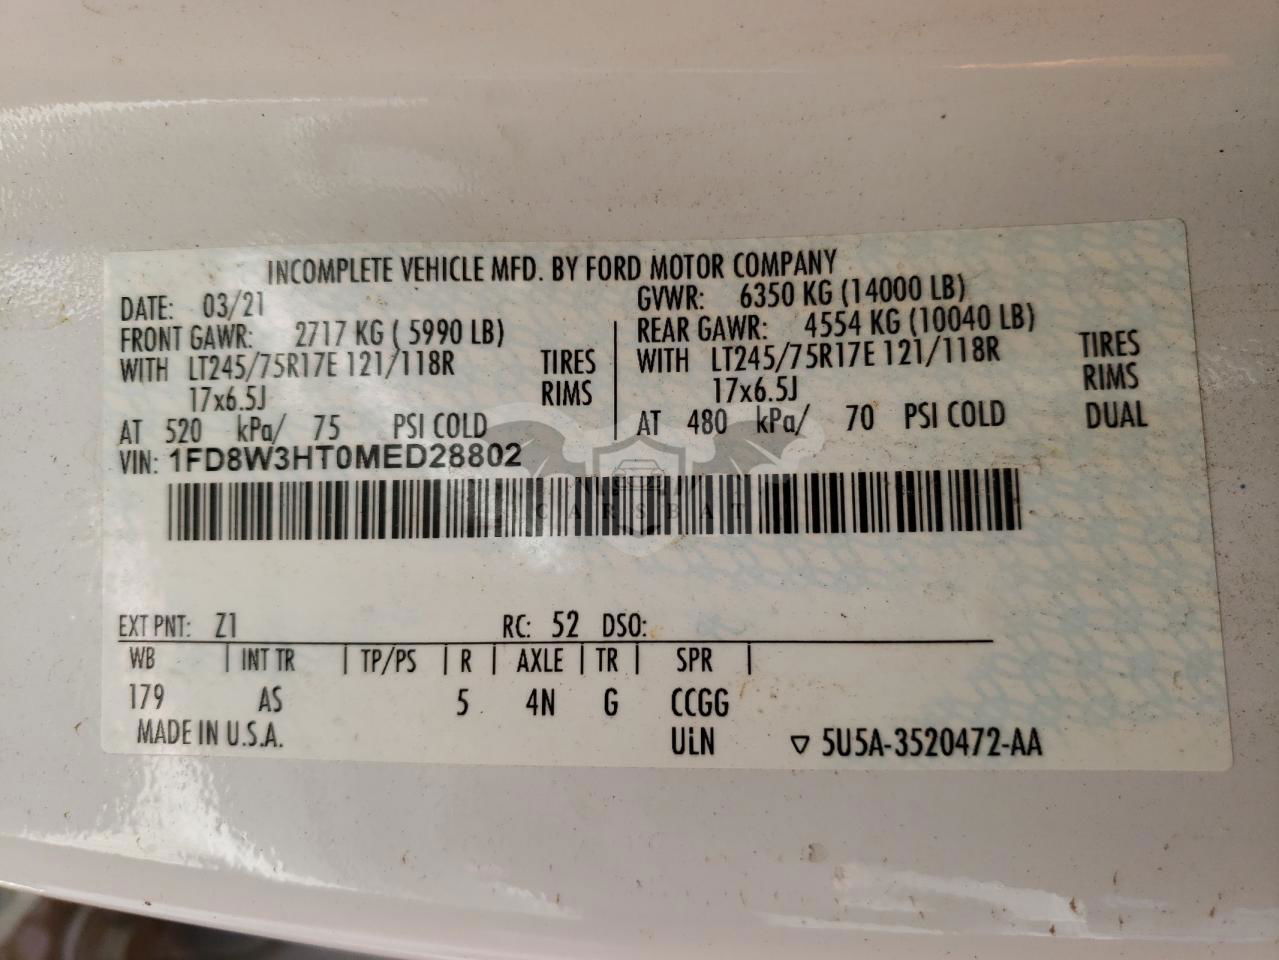 INCOMPLETE VEHICLE MFD. BY FORD MOTOR COMPANY
DATE: 03/21 GVWR: 6350 KG (14000 LB)
FRONT GAWR: 2717 KG ( 5990 LB) REAR GAWR: 4554 KG (10040 LB)
WITH LT245/75R17E 121/118R TIRES WITH LT245/75R17E 121/118R TIRES
17x6.5J RIMS 17x6.5J RIMS
AT 520 kPa/ 75 PSI COLD AT 480 kPa/ 70 PSI COLD DUAL
VIN: 1FD8W3HT0MED28802
CARSBAT
EXT PNT: Z1 RC: 52 DSO:
WB | INT TR | TP/PS | R | AXLE | TR | SPR |
179 AS 5 4N G CCGG
MADE IN U.S.A. UiN ▽ 5U5A-3520472-AA